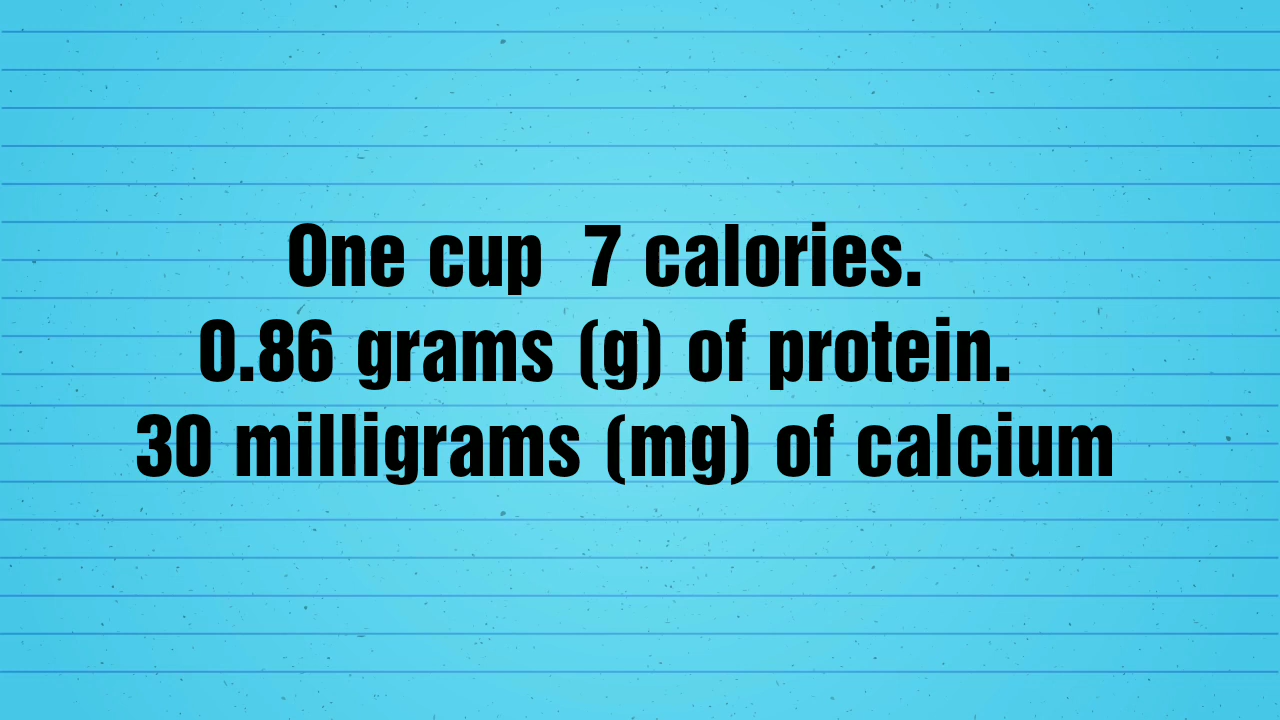 One cup  7 calories.
0.86 grams (g) of protein.
30 milligrams (mg) of calcium